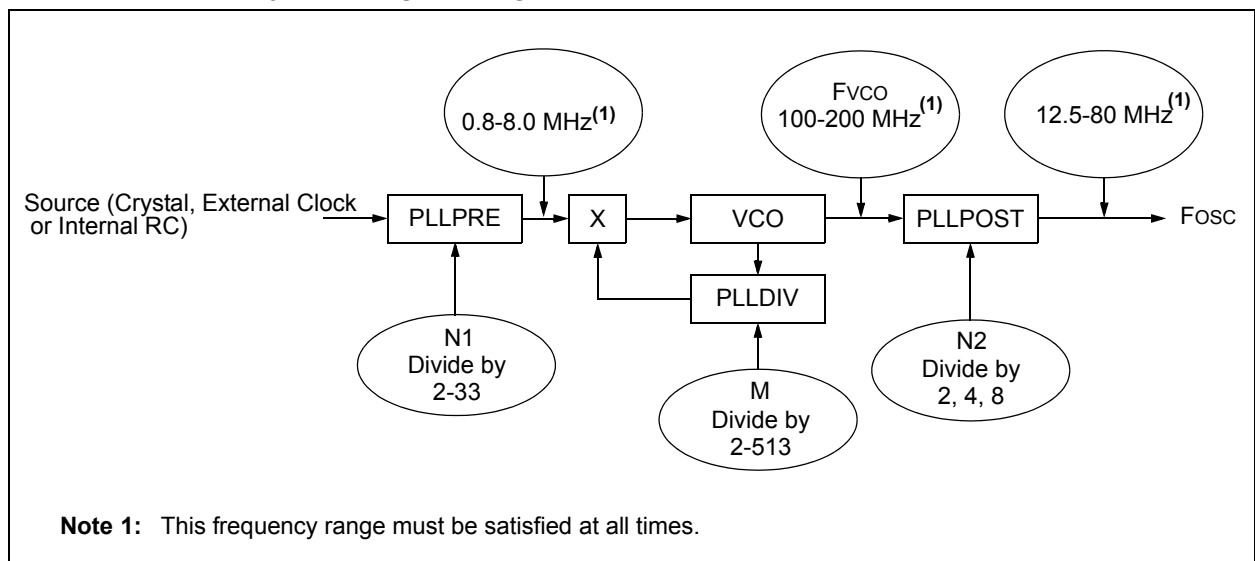 0.8-8.0 MHz(1)
FVCO
100-200 MHz(1)
12.5-80 MHz(1)
Source (Crystal, External Clock
or Internal RC)
PLLPRE
X
VCO
PLLPOST
FOSC
PLLDIV
N1
Divide by
2-33
M
Divide by
2-513
N2
Divide by
2, 4, 8
Note 1: This frequency range must be satisfied at all times.